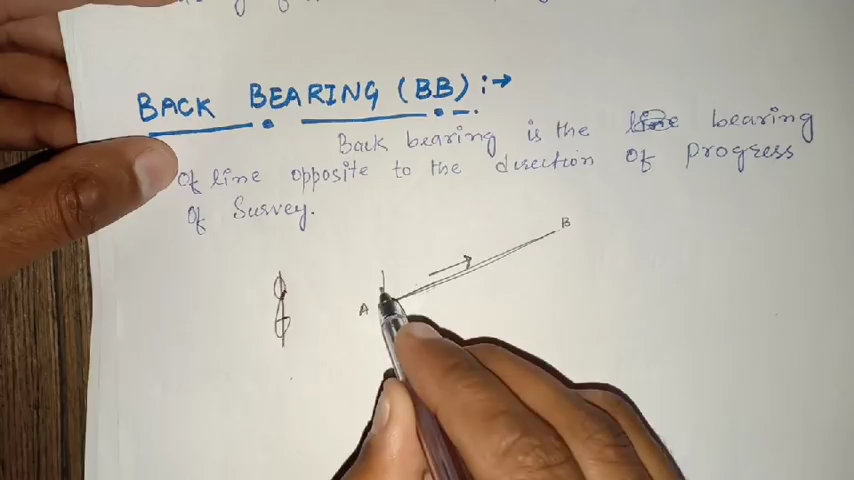 BACK BEARING (BB) :→
Back bearing is the bearing
of line opposite to the direction of progress
of Survey.
B
A